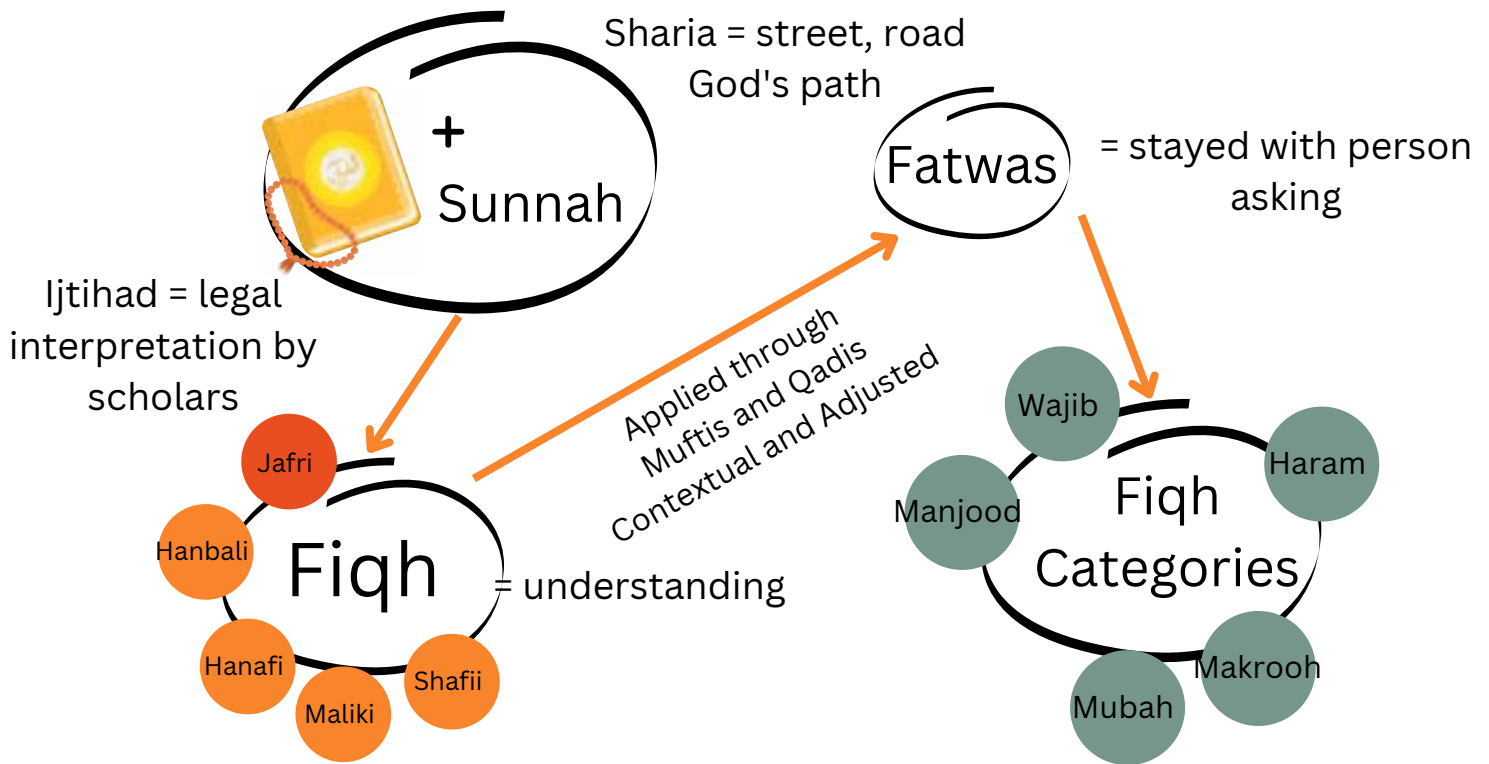 Sharia = street, road
God's path
+
Sunnah
Fatwas
= stayed with person
asking
Ijtihad = legal
interpretation by
scholars
Applied through
Muftis and Qadis
Contextual and Adjusted
Jafri
Hanbali
Hanafi
Maliki
Shafii
Fiqh
= understanding
Wajib
Haram
Manjood
Fiqh
Categories
Makrooh
Mubah